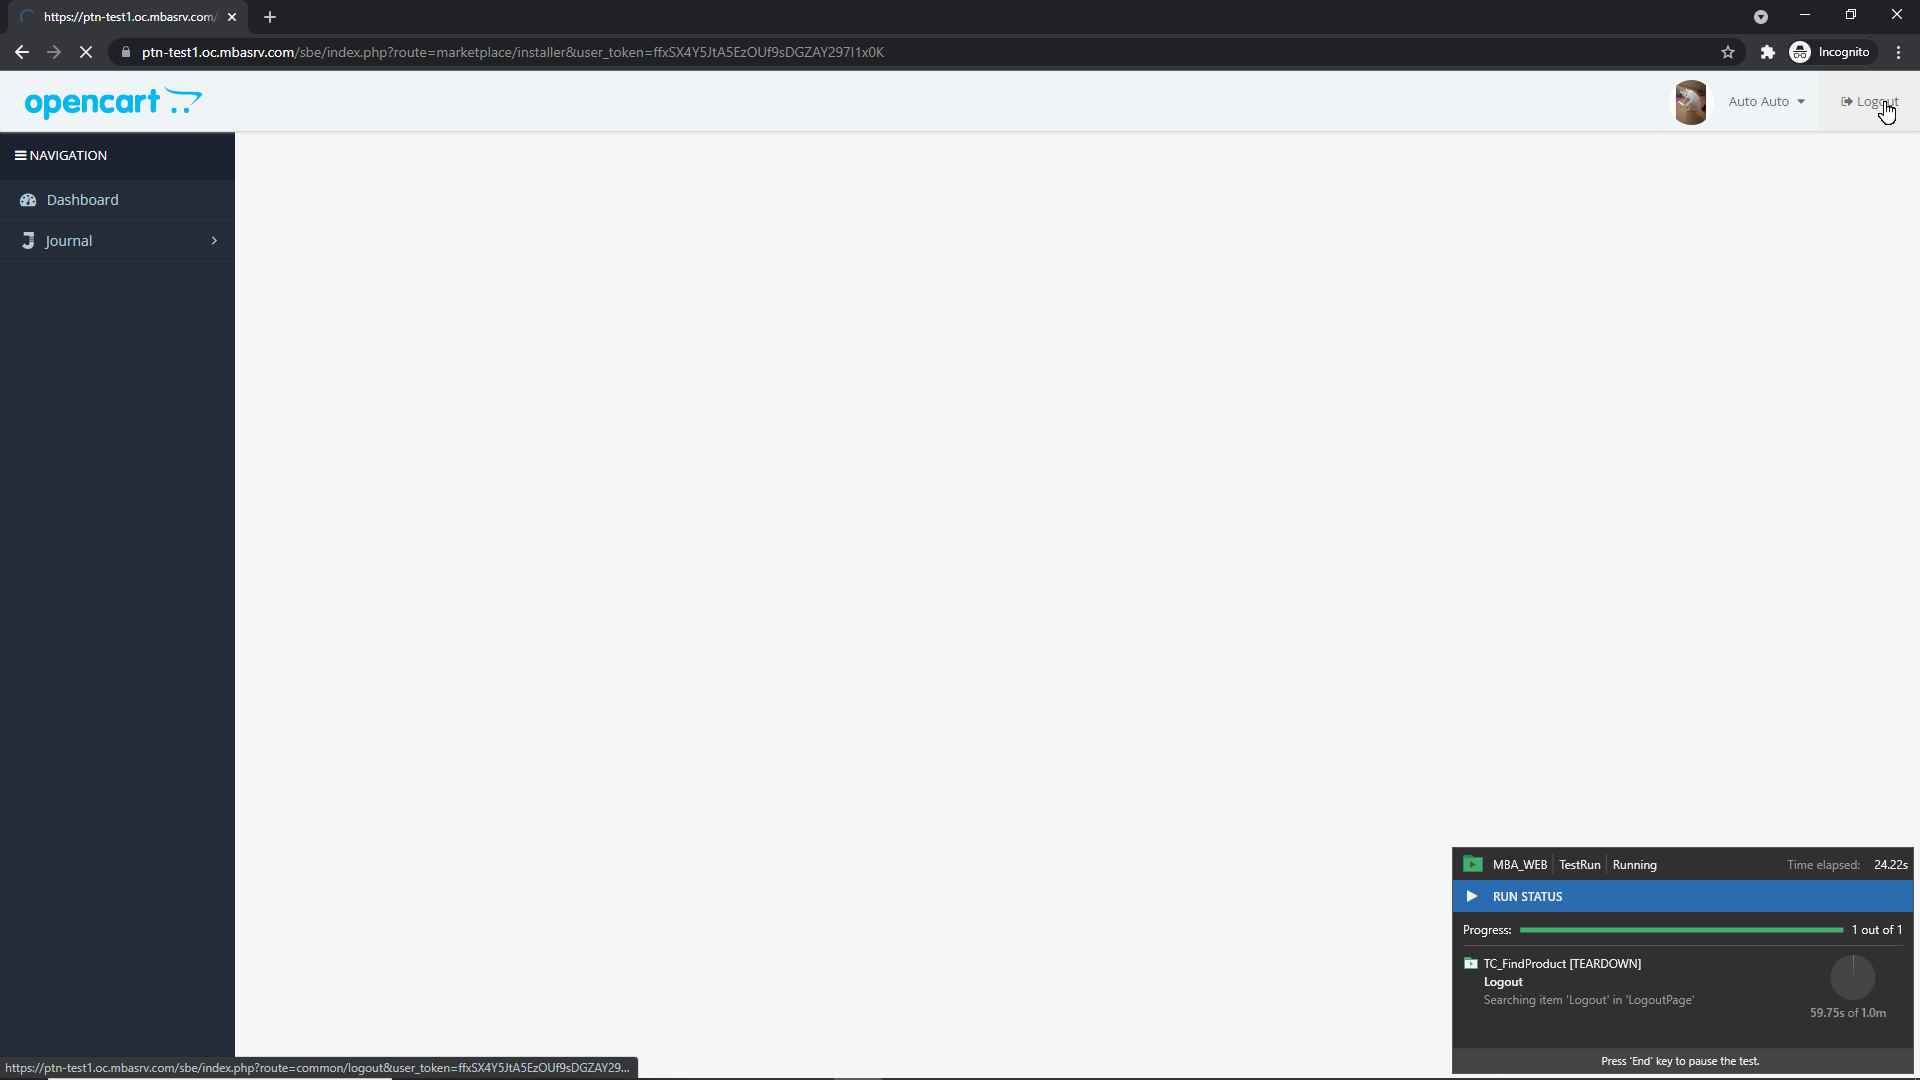 https://ptn-test1.oc.mbasrv.com/
ptn-test1.oc.mbasrv.com/sbe/index.php?route=marketplace/installer&user_token=ffxSX4Y5JtA5EzOUf9sDGZAY297I1x0K
Incognito
opencart
Auto Auto
Logout
NAVIGATION
Dashboard
Journal
MBA_WEB TestRun Running Time elapsed: 24.22s
RUN STATUS
Progress: 1 out of 1
TC_FindProduct [TEARDOWN]
Logout
Searching item 'Logout' in 'LogoutPage'
59.75s of 1.0m
Press 'End' key to pause the test.
https://ptn-test1.oc.mbasrv.com/sbe/index.php?route=common/logout&user_token=ffxSX4Y5JtA5EzOUf9sDGZAY29...